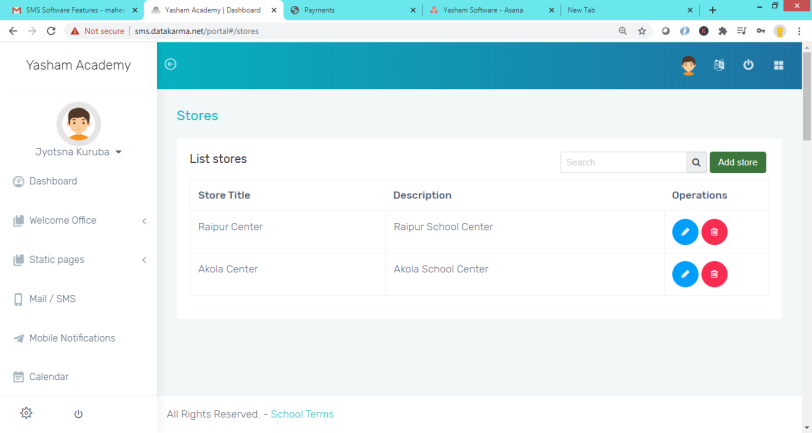 SMS Software Features - mahes
Yasham Academy | Dashboard
Payments
Yasham Software - Asana
New Tab
Not secure | sms.datakarma.net/portal#/stores
Yasham Academy
Jyotsna Kuruba
Dashboard
Welcome Office
Static pages
Mail / SMS
Mobile Notifications
Calendar
Stores
List stores
Search
Add store
Store Title Description Operations
Raipur Center Raipur School Center
Akola Center Akola School Center
All Rights Reserved. - School Terms